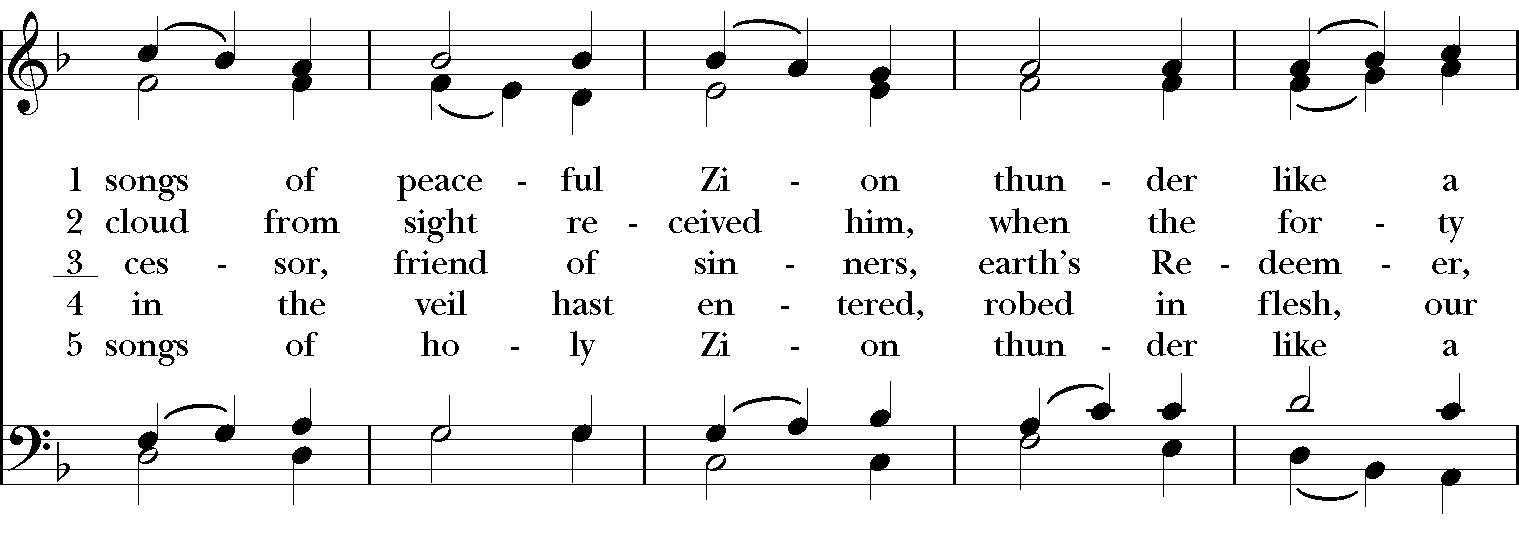 1 songs of peace - ful Zi - on thun - der like a
2 cloud from sight re - ceived him, when the for - ty
3 ces - sor, friend of sin - ners, earth’s Re - deem - er,
4 in the veil hast en - tered, robed in flesh, our
5 songs of ho - ly Zi - on thun - der like a